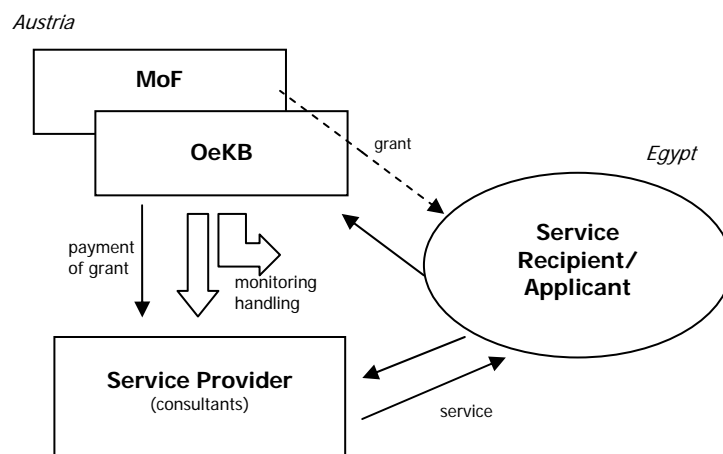 Austria
MoF
OeKB
grant
Egypt
Service
Recipient/
Applicant
payment
of grant
monitoring
handling
Service Provider
(consultants)
service